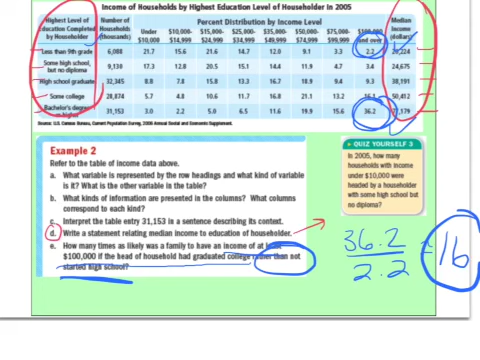 Income of Households by Highest Education Level of Householder in 2005
Highest Level of Education Completed by Householder Number of Households (thousands) Percent Distribution by Income Level Median Income (dollars)
Under $10,000 $10,000- $14,999 $15,000- $24,999 $25,000- $34,999 $35,000- $49,999 $50,000- $74,999 $75,000- $99,999 $100,000 and over
Less than 9th grade 6,088 21.7 15.6 21.6 14.7 12.0 9.1 3.3 2.2
Some high school, but no diploma 9,130 17.3 12.8 20.5 15.1 14.4 11.9 4.7 3.4 24,675
High school graduate 32,345 8.8 7.8 15.8 13.3 16.7 18.9 9.4 9.3 38,191
Some college 28,874 5.7 4.8 10.6 11.7 16.8 21.1 13.2 50,412
Bachelor's degree 31,153 3.0 2.2 5.0 6.5 11.6 19.9 15.6 36.2
Source: U.S. Census Bureau, Current Population Survey, 2006 Annual Social and Economic Supplement.
Example 2
Refer to the table of income data above.
a. What variable is represented by the row headings and what kind of variable
is it? What is the other variable in the table?
b. What kinds of information are presented in the columns? What columns
correspond to each kind?
c. Interpret the table entry 31,153 in a sentence describing its context.
d. Write a statement relating median income to education of householder.
e. How many times as likely was a family to have an income of at least
$100,000 if the head of household had graduated college rather than not
started high school?
QUIZ YOURSELF 3
In 2005, how many
households with income
under $10,000 were
headed by a householder
with some high school but
no diploma?
36.2
2.2
= 16